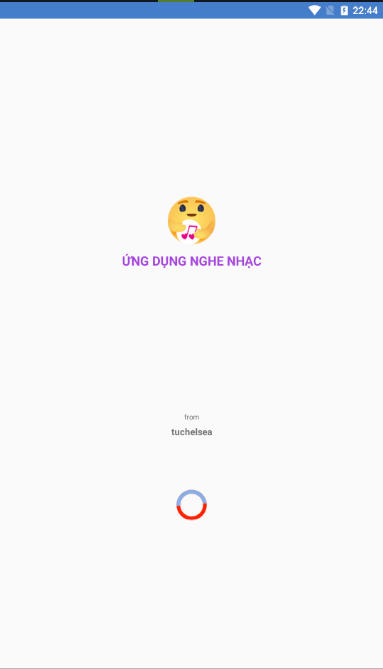 22:44
ỨNG DỤNG NGHE NHẠC
from
tuchelsea